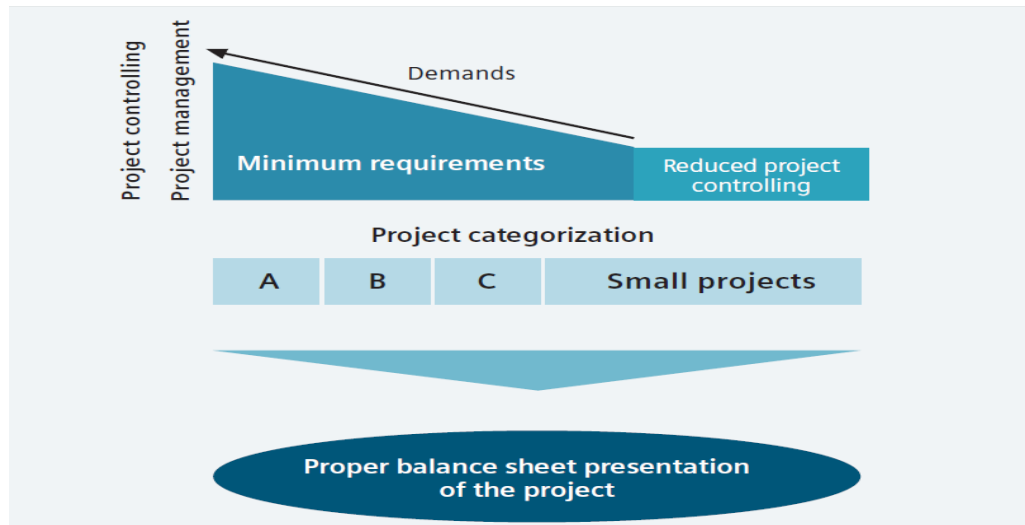 Project controlling
Project management
Demands
Minimum requirements
Reduced project
controlling
Project categorization
A
B
C
Small projects
Proper balance sheet presentation
of the project